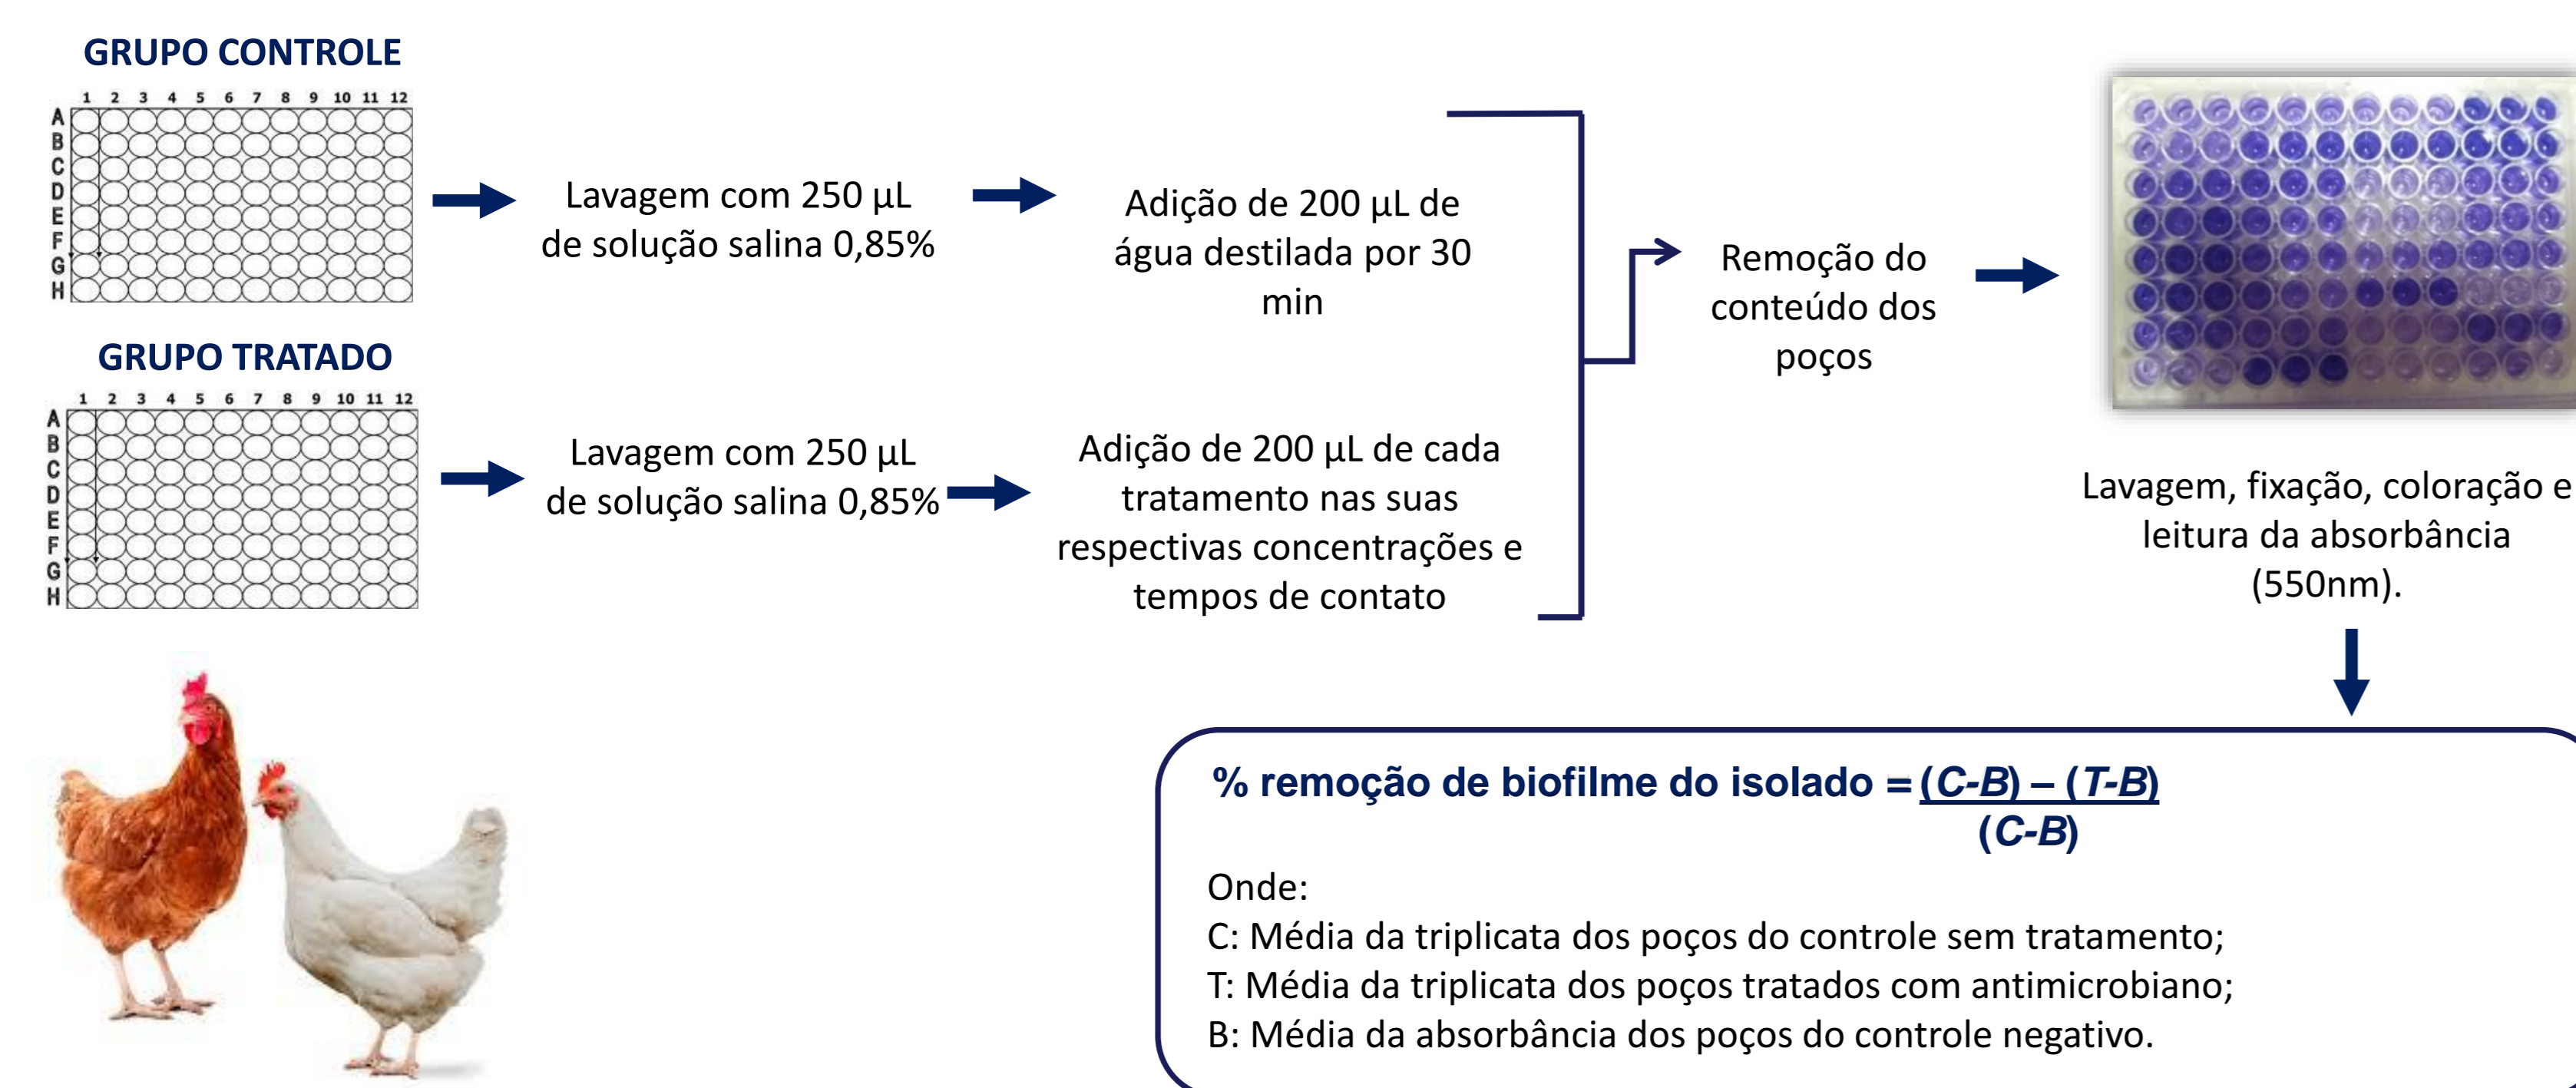 GRUPO CONTROLE
1 2 3 4 5 6 7 8 9 10 11 12
A
B
C
D
E
F
G
H
Lavagem com 250 µL
de solução salina 0,85%
Adição de 200 µL de
água destilada por 30
min
GRUPO TRATADO
1 2 3 4 5 6 7 8 9 10 11 12
A
B
C
D
E
F
G
H
Lavagem com 250 µL
de solução salina 0,85%
Adição de 200 µL de cada
tratamento nas suas
respectivas concentrações e
tempos de contato
Remoção do
conteúdo dos
poços
Lavagem, fixação, coloração e
leitura da absorbância
(550nm).
% remoção de biofilme do isolado = (C-B) – (T-B)
(C-B)
Onde:
C: Média da triplicata dos poços do controle sem tratamento;
T: Média da triplicata dos poços tratados com antimicrobiano;
B: Média da absorbância dos poços do controle negativo.